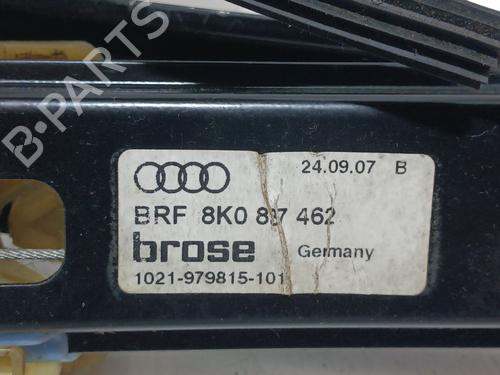 B-PARTS
24.09.07 B
BRF 8K0 837 462
brose Germany
1021-979815-101